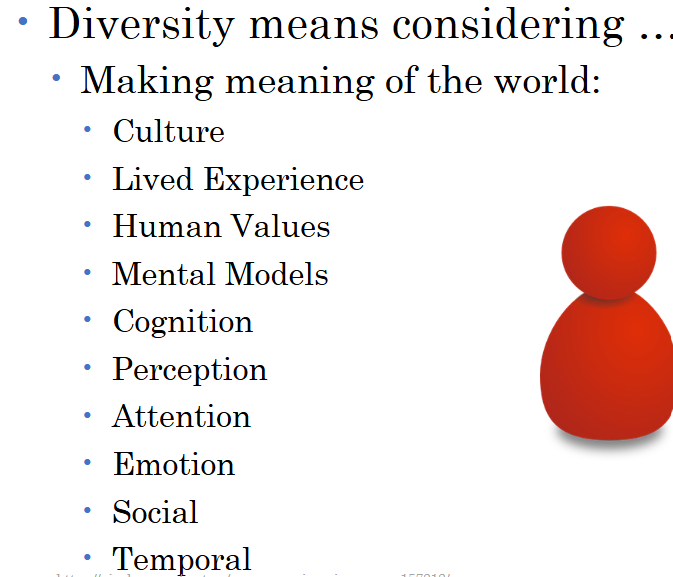 • Diversity means considering …
• Making meaning of the world:
• Culture
• Lived Experience
• Human Values
• Mental Models
• Cognition
• Perception
• Attention
• Emotion
• Social
• Temporal